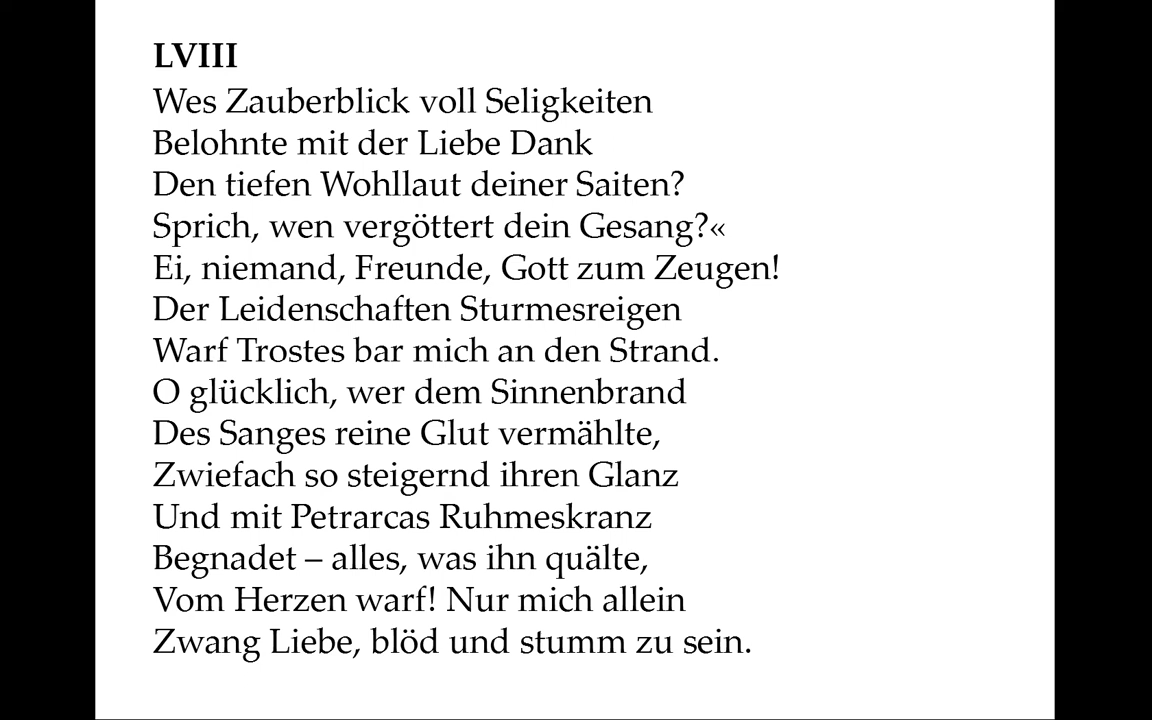 LVIII
Wes Zauberblick voll Seligkeiten
Belohnte mit der Liebe Dank
Den tiefen Wohllaut deiner Saiten?
Sprich, wen vergöttert dein Gesang?«
Ei, niemand, Freunde, Gott zum Zeugen!
Der Leidenschaften Sturmesreigen
Warf Trostes bar mich an den Strand.
O glücklich, wer dem Sinnenbrand
Des Sanges reine Glut vermählte,
Zwiefach so steigernd ihren Glanz
Und mit Petrarcas Ruhmeskranz
Begnadet – alles, was ihn quälte,
Vom Herzen warf! Nur mich allein
Zwang Liebe, blöd und stumm zu sein.